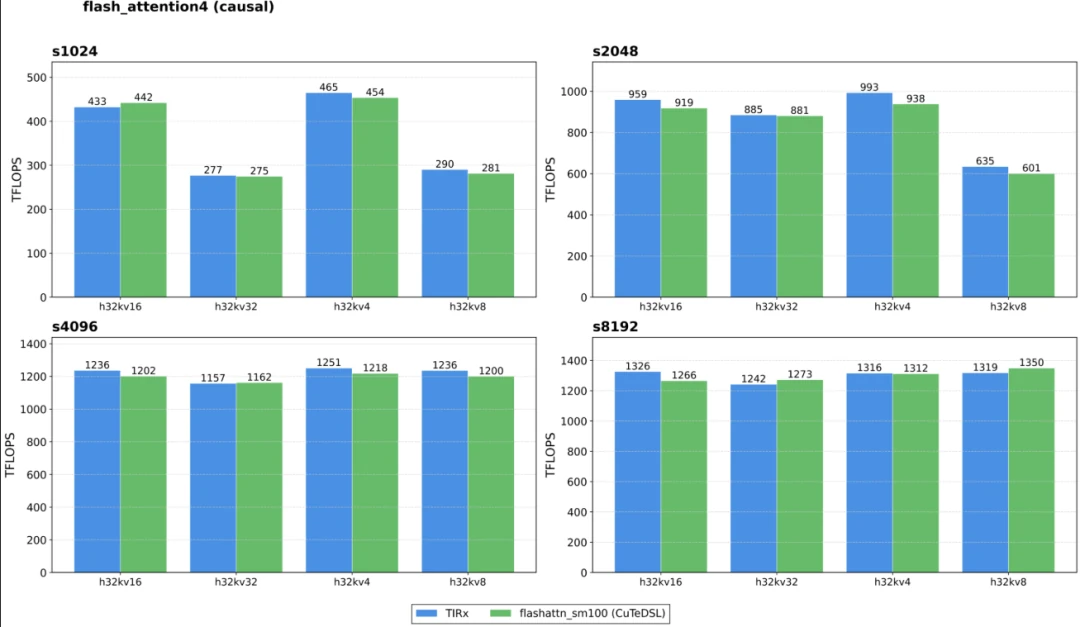 flash_attention4 (causal)
s1024
TFLOPS
500
400
300
200
100
0
433
442
277
275
465
454
290
281
h32kv16
h32kv32
h32kv4
h32kv8
s2048
TFLOPS
1000
800
600
400
200
0
959
919
885
881
993
938
635
601
h32kv16
h32kv32
h32kv4
h32kv8
s4096
TFLOPS
1400
1200
1000
800
600
400
200
0
1236
1202
1157
1162
1251
1218
1236
1200
h32kv16
h32kv32
h32kv4
h32kv8
s8192
TFLOPS
1400
1200
1000
800
600
400
200
0
1326
1266
1242
1273
1316
1312
1319
1350
h32kv16
h32kv32
h32kv4
h32kv8
TIRx
flashattn_sm100 (CuTeDSL)